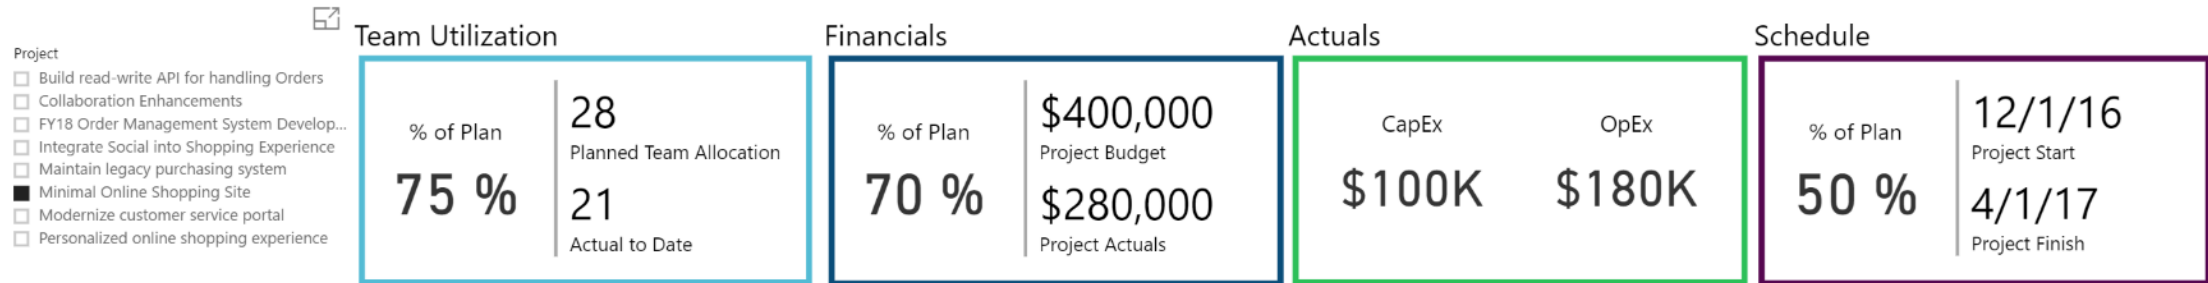 Project
Build read-write API for handling Orders
Collaboration Enhancements
FY18 Order Management System Develop...
Integrate Social into Shopping Experience
Maintain legacy purchasing system
Minimal Online Shopping Site
Modernize customer service portal
Personalized online shopping experience
Team Utilization
% of Plan
75 %
28
Planned Team Allocation
21
Actual to Date
Financials
% of Plan
70 %
$400,000
Project Budget
$280,000
Project Actuals
Actuals
CapEx
$100K
OpEx
$180K
Schedule
% of Plan
50 %
12/1/16
Project Start
4/1/17
Project Finish